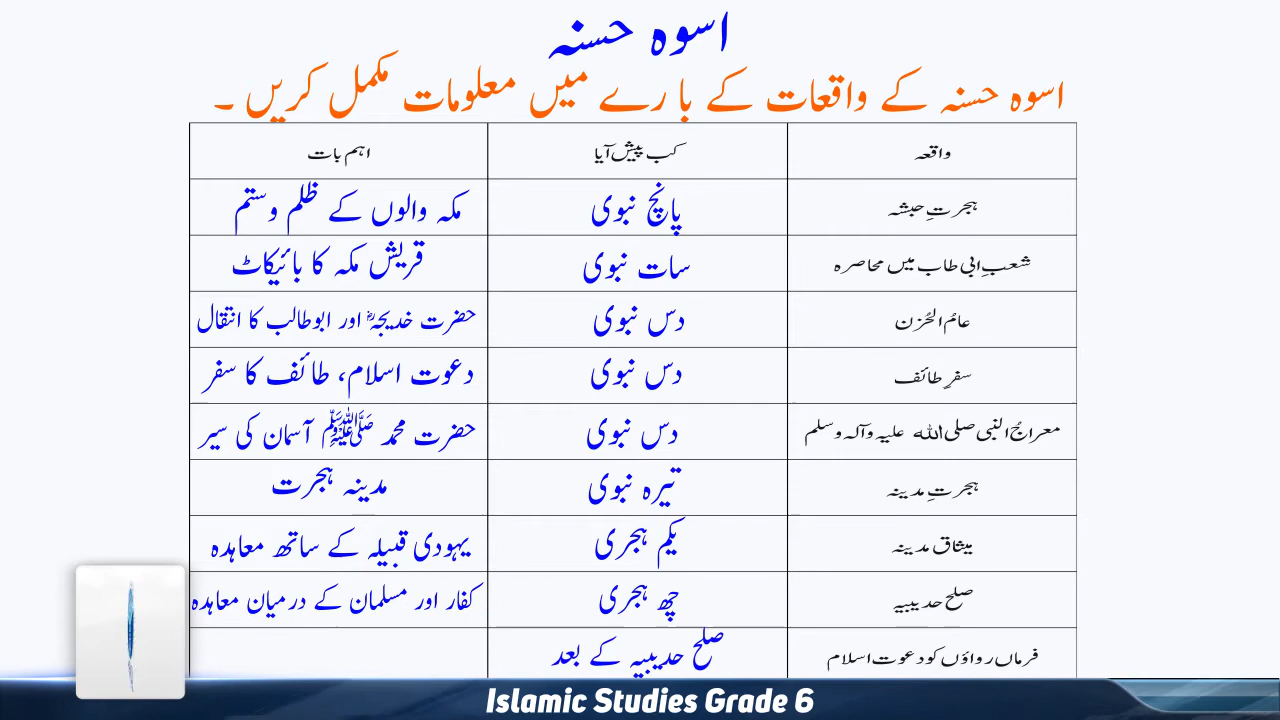 اسوہ حسنہ
اسوہ حسنہ کے واقعات کے بارے میں معلومات مکمل کریں ۔
واقعہ کب پیش آیا اہم بات
ہجرتِ حبشہ پانچ نبوی مکہ والوں کے ظلم وستم
شعبِ ابی طاب میں محاصرہ سات نبوی قریش مکہ کا بائیکاٹ
عامُ الحُزن دس نبوی حضرت خدیجہؓ اور ابوطالب کا انتقال
سفرِ طائف دس نبوی دعوت اسلام، طائف کا سفر
معراجُ النبی صلی اللہ علیہ وآلہ وسلم دس نبوی حضرت محمد ﷺ آسمان کی سیر
ہجرتِ مدینہ تیرہ نبوی مدینہ ہجرت
میثاق مدینہ یکم ہجری یہودی قبیلہ کے ساتھ معاہدہ
صلح حدیبیہ چھ ہجری کفار اور مسلمان کے درمیان معاہدہ
فرماں رواؤں کو دعوت اسلام صلح حدیبیہ کے بعد
Islamic Studies Grade 6